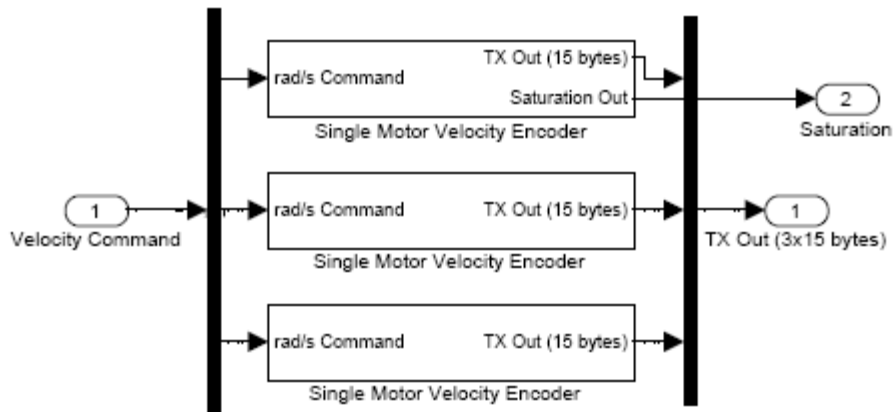 TX Out (15 bytes)
rad/s Command
Saturation Out
2
Single Motor Velocity Encoder
Saturation
1
rad/s Command
TX Out (15 bytes)
1
Velocity Command
TX Out (3x15 bytes)
Single Motor Velocity Encoder
rad/s Command
TX Out (15 bytes)
Single Motor Velocity Encoder